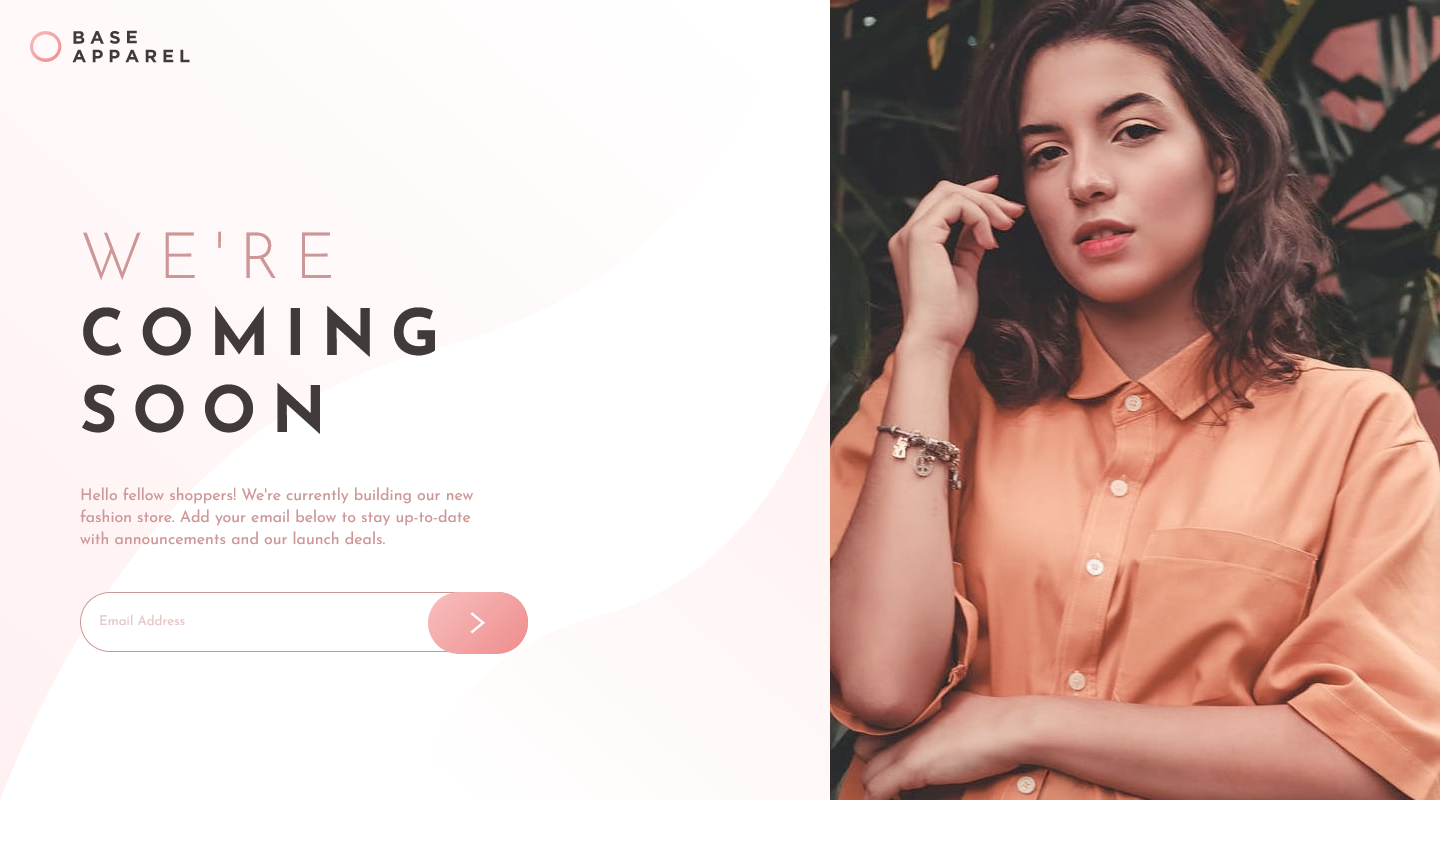 BASE
APPAREL
WE'RE
COMING
SOON
Hello fellow shoppers! We're currently building our new
fashion store. Add your email below to stay up-to-date
with announcements and our launch deals.
Email Address